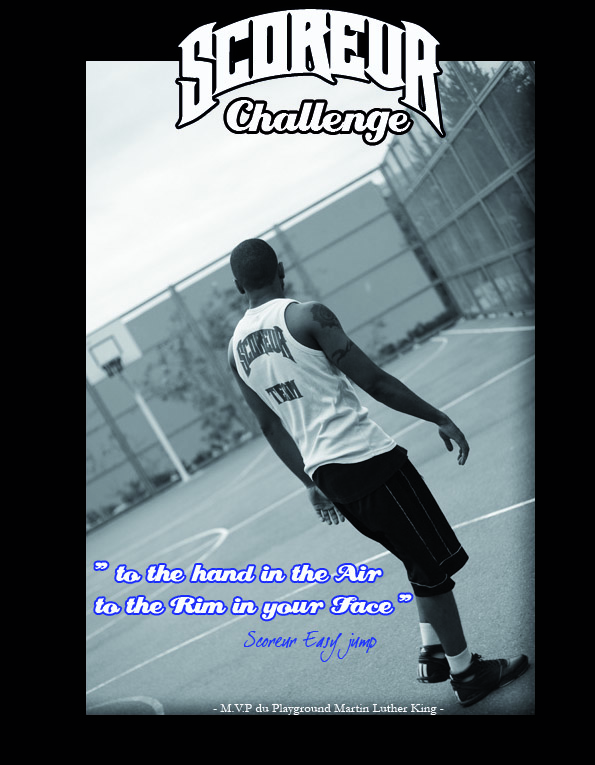 SCOREUR
Challenge
SCOREUR
TEAM
” to the hand in the Air
to the Rim in your Face ”
Scoreur Easy jump
- M.V.P du Playground Martin Luther King -